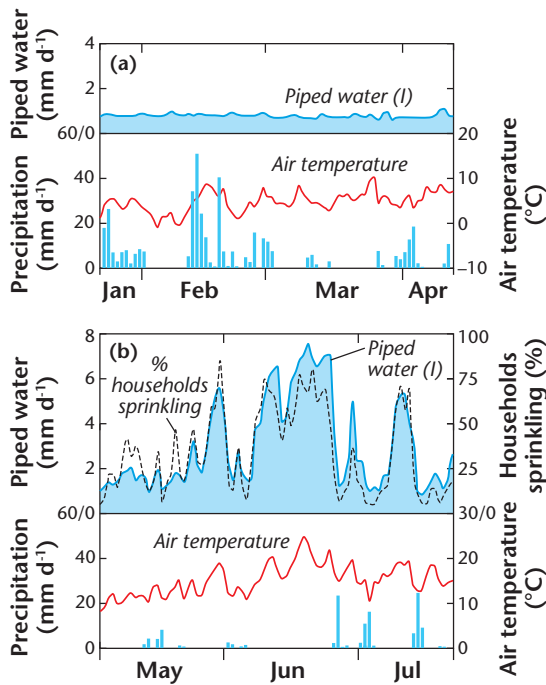 4
2
60/0
40
20
0
Piped water
(mm d-1)
Precipitation
(mm d-1)
(a)
Piped water (I)
Air temperature
20
10
0
–10
Air temperature
(°C)
Jan
Feb
Mar
Apr
8
6
4
2
60/0
40
20
0
Piped water
(mm d-1)
Precipitation
(mm d-1)
(b)
%
households
sprinkling
Piped
water (I)
Air temperature
100
75
50
25
30/0
20
10
0
Households
sprinkling (%)
Air temperature
(°C)
May
Jun
Jul